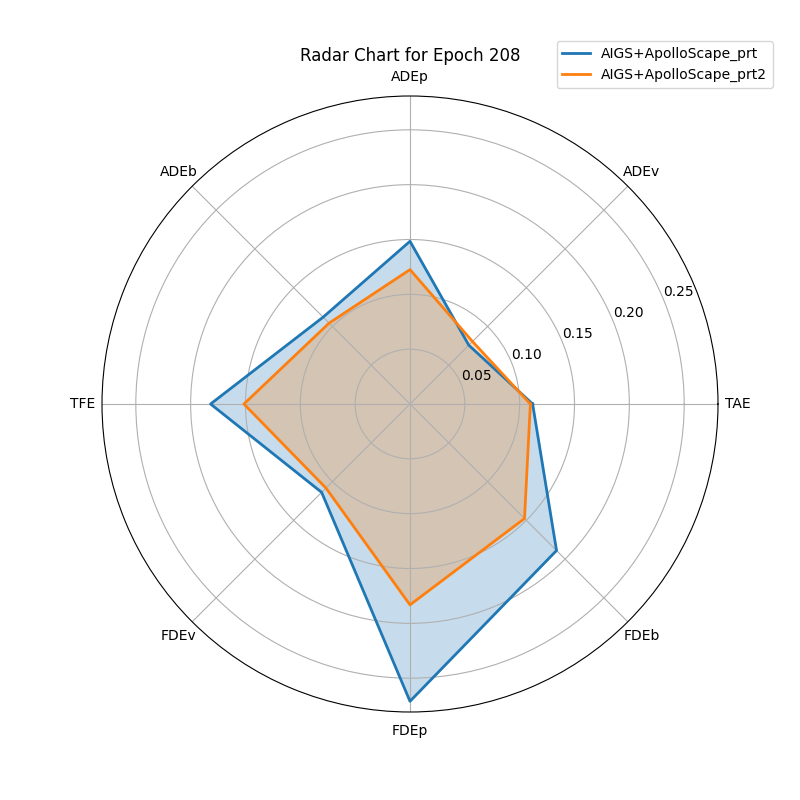 Radar Chart for Epoch 208
AIGS+ApolloScape_prt
AIGS+ApolloScape_prt2
ADEp
ADEb
ADEv
0.25
0.20
0.15
0.10
0.05
TFE
TAE
FDEv
FDEb
FDEp